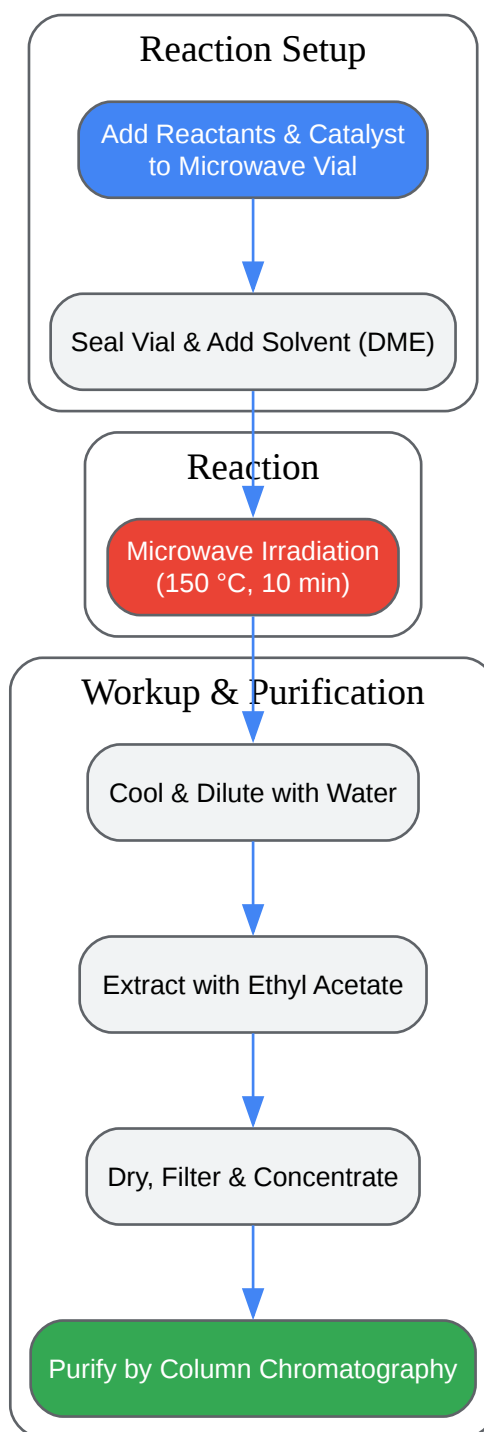 Reaction Setup
Add Reactants & Catalyst
to Microwave Vial
Seal Vial & Add Solvent (DME)
Reaction
Microwave Irradiation
(150 °C, 10 min)
Workup & Purification
Cool & Dilute with Water
Extract with Ethyl Acetate
Dry, Filter & Concentrate
Purify by Column Chromatography